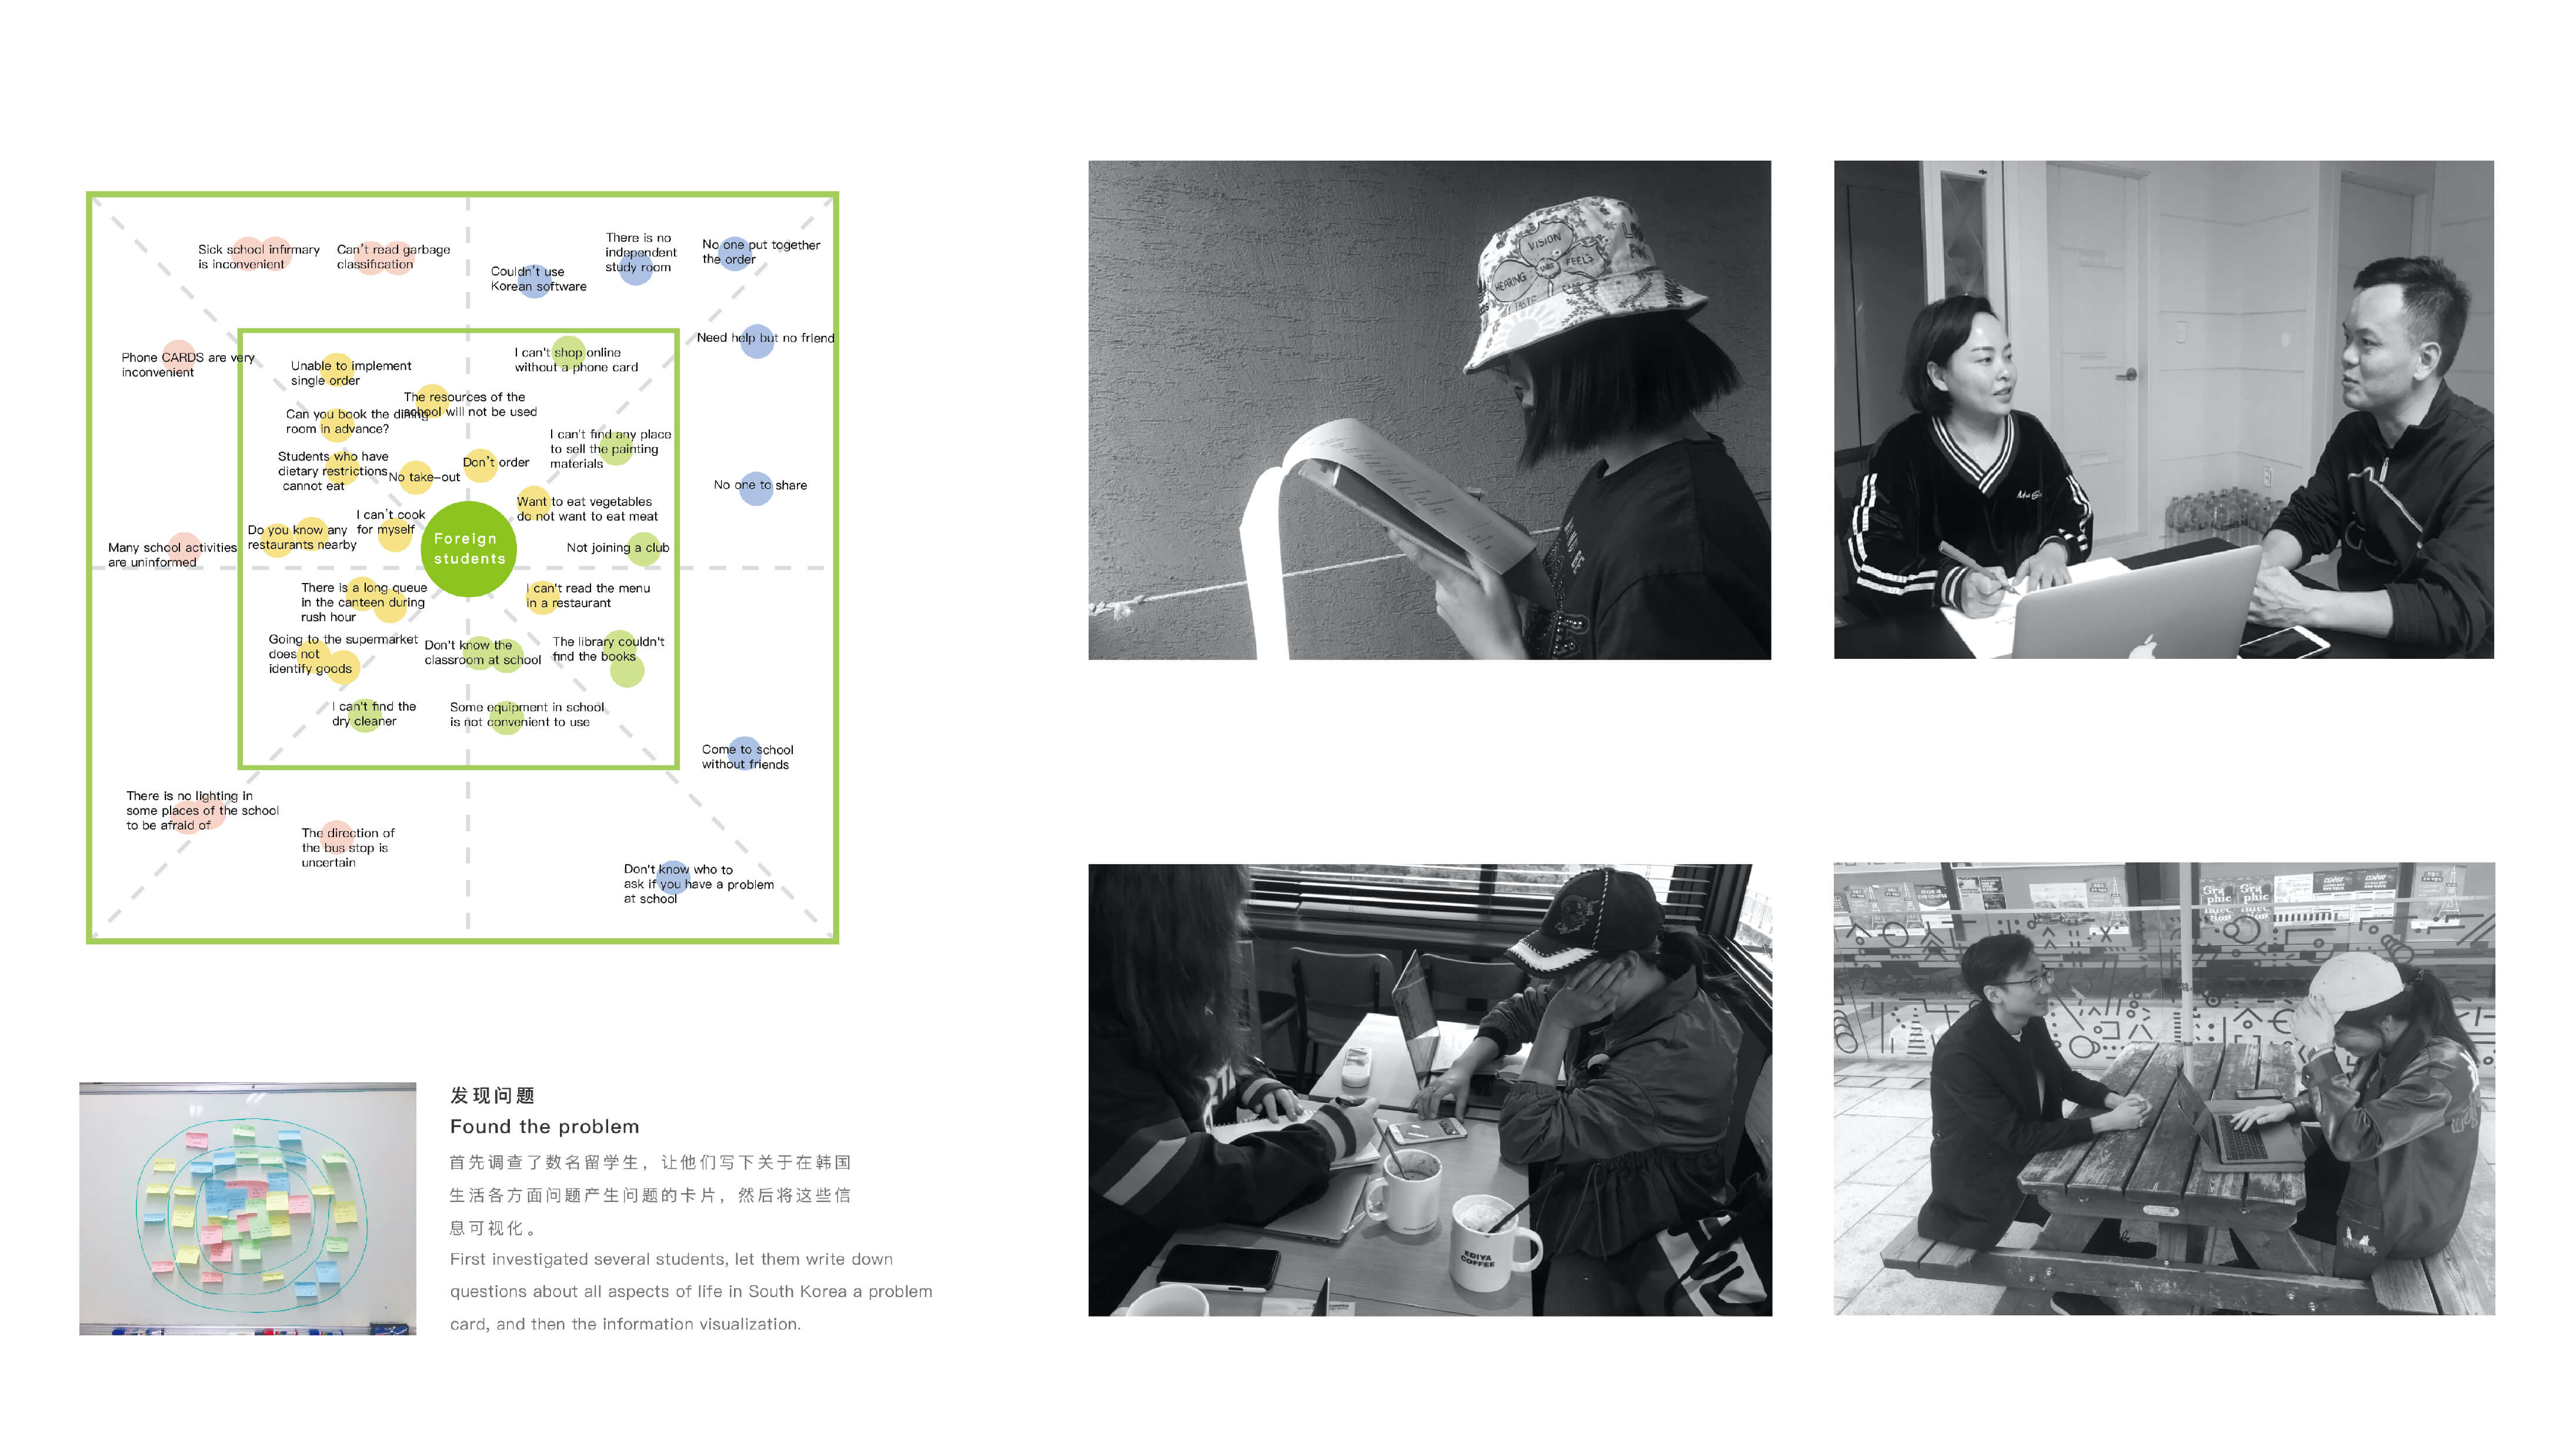 Sick school infirmary
is inconvenient
Can't read garbage
classification
Couldn't use
Korean software
There is no
independent
study room
No one put together
the order
Phone CARDS are very
inconvenient
Need help but no friend
Unable to implement
single order
I can't shop online
without a phone card
The resources of the
school will not be used
Can you book the dining
room in advance?
I can't find any place
to sell the painting
materials
Students who have
dietary restrictions
cannot eat
No take-out
Don't order
No one to share
Want to eat vegetables
do not want to eat meat
I can't cook
for myself
Do you know any
restaurants nearby
Foreign
students
Not joining a club
Many school activities
are uninformed
There is a long queue
in the canteen during
rush hour
I can't read the menu
in a restaurant
Going to the supermarket
does not
identify goods
Don't know the
classroom at school
The library couldn't
find the books
I can't find the
dry cleaner
Some equipment in school
is not convenient to use
Come to school
without friends
There is no lighting in
some places of the school
to be afraid of
The direction of
the bus stop is
uncertain
Don't know who to
ask if you have a problem
at school
发现问题
Found the problem
首先调查了数名留学生，让他们写下关于在韩国
生活各方面问题产生问题的卡片，然后将这些信
息可视化。
First investigated several students, let them write down
questions about all aspects of life in South Korea a problem
card, and then the information visualization.
VISION
FEELS
HEARING
TASTE
EDIYA
COFFEE
Gra
phic
Gra
phic